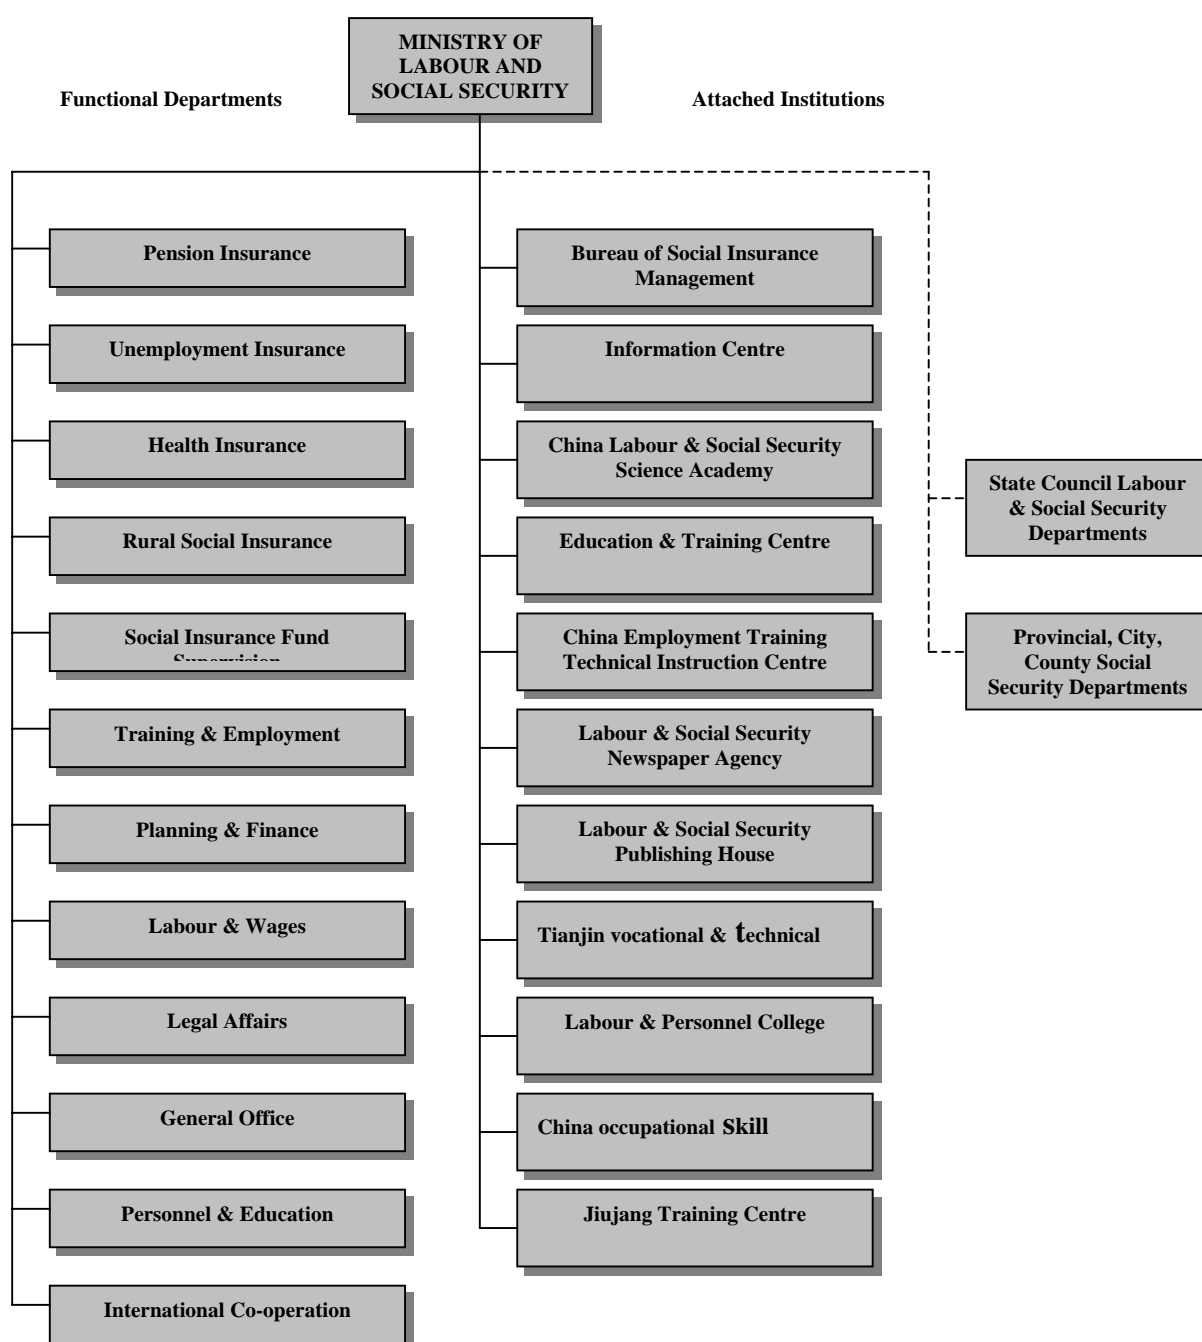 MINISTRY OF
LABOUR AND
SOCIAL SECURITY
Functional Departments
Attached Institutions
Pension Insurance
Unemployment Insurance
Health Insurance
Rural Social Insurance
Social Insurance Fund
Supervision
Training & Employment
Planning & Finance
Labour & Wages
Legal Affairs
General Office
Personnel & Education
International Co-operation
Bureau of Social Insurance
Management
Information Centre
China Labour & Social Security
Science Academy
Education & Training Centre
China Employment Training
Technical Instruction Centre
Labour & Social Security
Newspaper Agency
Labour & Social Security
Publishing House
Tianjin vocational & technical
Labour & Personnel College
China occupational skill
Jiujang Training Centre
State Council Labour
& Social Security
Departments
Provincial, City,
County Social
Security Departments